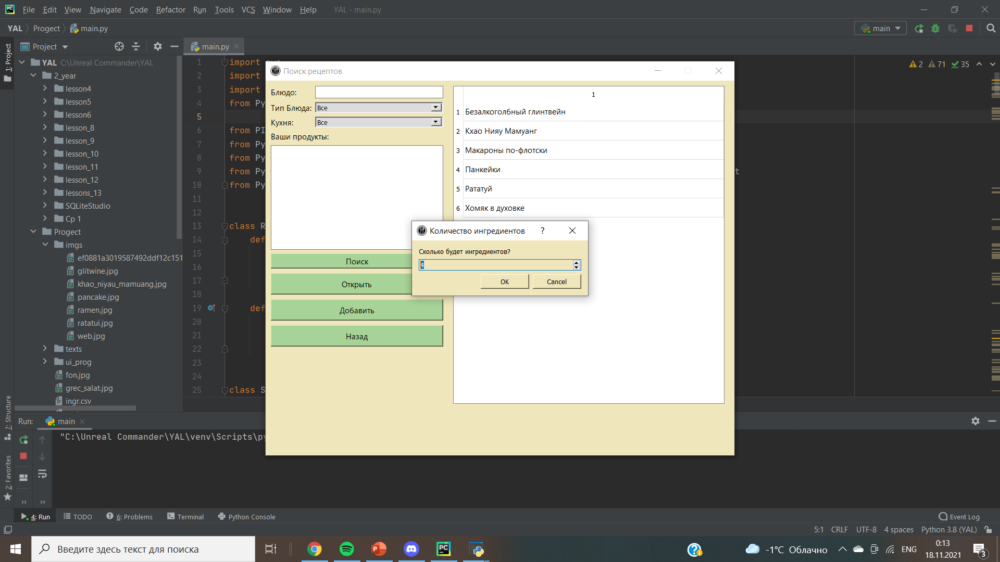 File Edit View Navigate Code Refactor Run Tools VCS Window Help YAL - main.py
YAL Progect main.py main
1: Project
Project
main.py
YAL C:\Unreal Commander\YAL
2_year
lesson4
lesson5
lesson6
lesson_8
lesson_9
lesson_10
lesson_11
lesson_12
lessons_13
SQLiteStudio
Cp 1
Progect
imgs
ef0881a3019587492ddf12c151
glitwine.jpg
khao_niyau_mamuang.jpg
pancake.jpg
ramen.jpg
ratatui.jpg
web.jpg
texts
ui_prog
fon.jpg
grec_salat.jpg
ingr.csv
1 import
2 import
3 import
4 from Py
5
6 from PI
7 from Py
8 from Py
9 from Py t
10 from Py
11
12
13 class R
14 def
15
16
17
18
19 def
20
21
22
23
24
25 class S
2 71 35
Поиск рецептов
Блюдо:
Тип Блюда: Все
Кухня: Все
Ваши продукты:
Поиск
Открыть
Добавить
Назад
1
1 Безалкоголбный глинтвейн
2 Кхао Нияу Мамуанг
3 Макароны по-флотски
4 Панкейки
5 Рататуй
6 Хомяк в духовке
Количество ингредиентов ?
Сколько будет ингредиентов?
4
OK Cancel
7: Structure
2: Favorites
Run: main
"C:\Unreal Commander\YAL\venv\Scripts\py
4: Run TODO 6: Problems Terminal Python Console Event Log
5:1 CRLF UTF-8 4 spaces Python 3.8 (YAL)
Введите здесь текст для поиска
-1°C Облачно ENG
0:13
18.11.2021
3